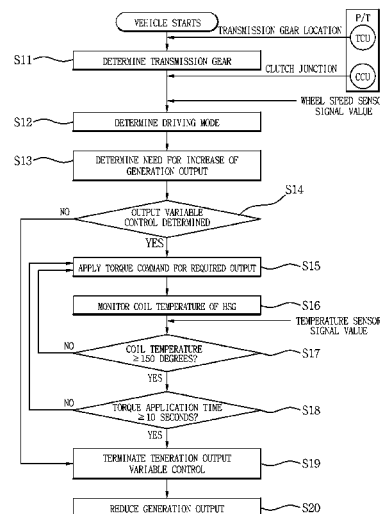 VEHICLE STARTS
P/T
TRANSMISSION GEAR LOCATION
TCU
S11
DETERMINE TRANSMISSION GEAR
CLUTCH JUNCTION
CCU
WHEEL SPEED SENSO
SIGNAL VALUE
S12
DETERMINE DRIVING MODE
S13
DETERMINE NEED FOR INCREASE OF
GENERATION OUTPUT
S14
NO
OUTPUT VARIABLE
CONTROL DETERMINED
YES
APPLY TORQUE COMMAND FOR REQUIRED OUTPUT
S15
MONITOR COIL TEMPERATURE OF HSG
S16
TEMPERATURE SENSOR
SIGNAL VALUE
NO
COIL TEMPERATURE
≥150 DEGREES?
S17
YES
NO
TORQUE APPLICATION TIME
≥10 SECONDS?
S18
YES
TERMINATE TENERATION OUTPUT
VARIABLE CONTROL
S19
REDUCE GENERATION OUTPUT
S20